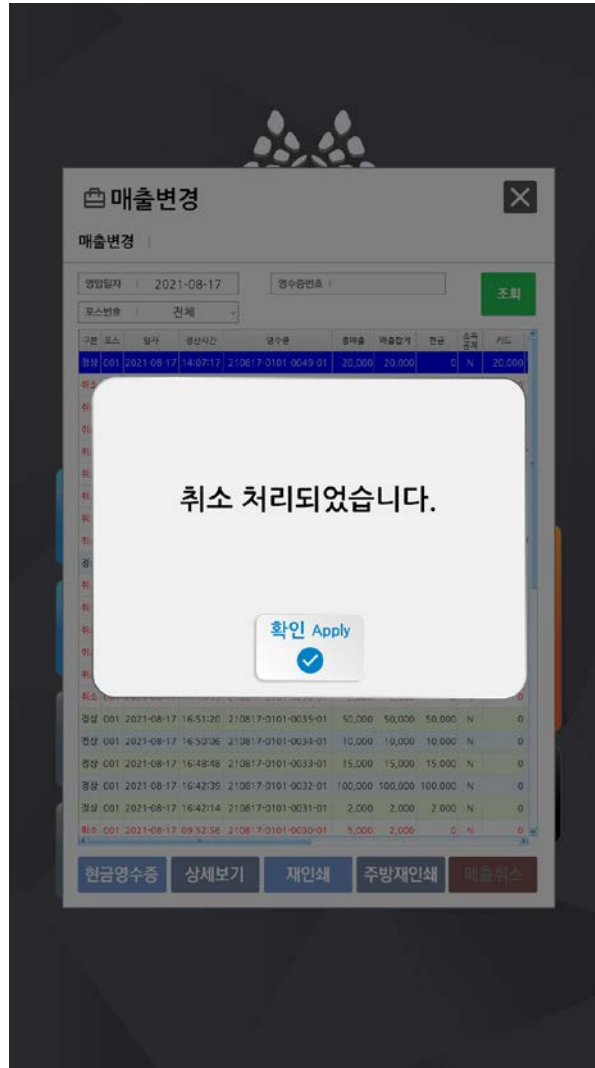 매출변경
매출변경
영업일자 2021-08-17 영수증번호 조회
포스번호 전체
구분 포스 일자 정산시간 영수증 총매출 매출합계 현금 소득공제 카드
정상 001 2021-08-17 14:07:17 210817-0101-0049-01 20,000 20,000 0 N 20,000
취소 처리되었습니다.
확인 Apply
정상 001 2021-08-17 16:51:20 210817-0101-0035-01 50,000 50,000 50,000 N 0
정상 001 2021-08-17 16:50:06 210817-0101-0034-01 10,000 10,000 10,000 N 0
정상 001 2021-08-17 16:48:48 210817-0101-0033-01 15,000 15,000 15,000 N 0
정상 001 2021-08-17 16:42:39 210817-0101-0032-01 100,000 100,000 100,000 N 0
정상 001 2021-08-17 16:42:14 210817-0101-0031-01 2,000 2,000 2,000 N 0
취소 001 2021-08-17 09:52:56 210817-0101-0030-01 5,000 2,000 0 N 0
현금영수증 상세보기 재인쇄 주방재인쇄 매출취소